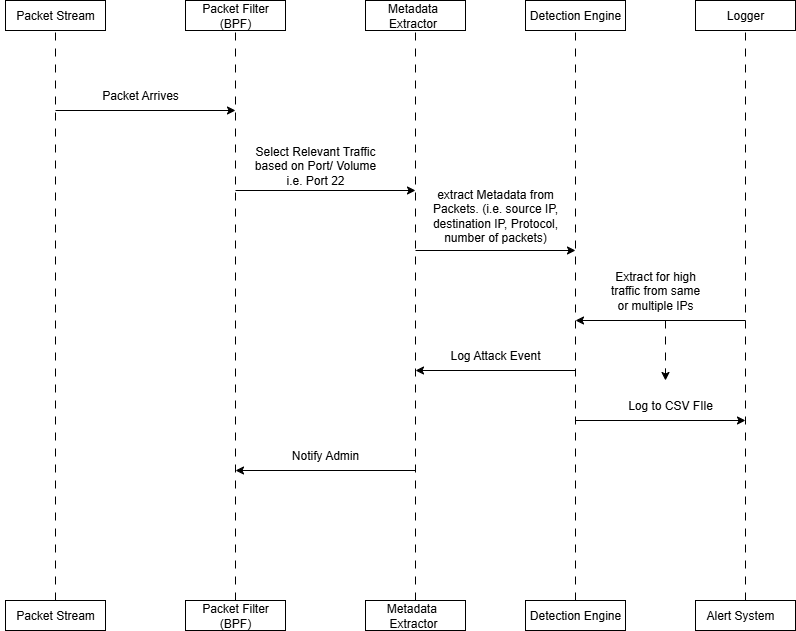 Packet Stream
Packet Filter
(BPF)
Metadata
Extractor
Detection Engine
Logger
Packet Arrives
Select Relevant Traffic
based on Port/ Volume
i.e. Port 22
extract Metadata from
Packets. (i.e. source IP,
destination IP, Protocol,
number of packets)
Extract for high
traffic from same
or multiple IPs
Log Attack Event
Log to CSV FIle
Notify Admin
Packet Stream
Packet Filter
(BPF)
Metadata
Extractor
Detection Engine
Alert System